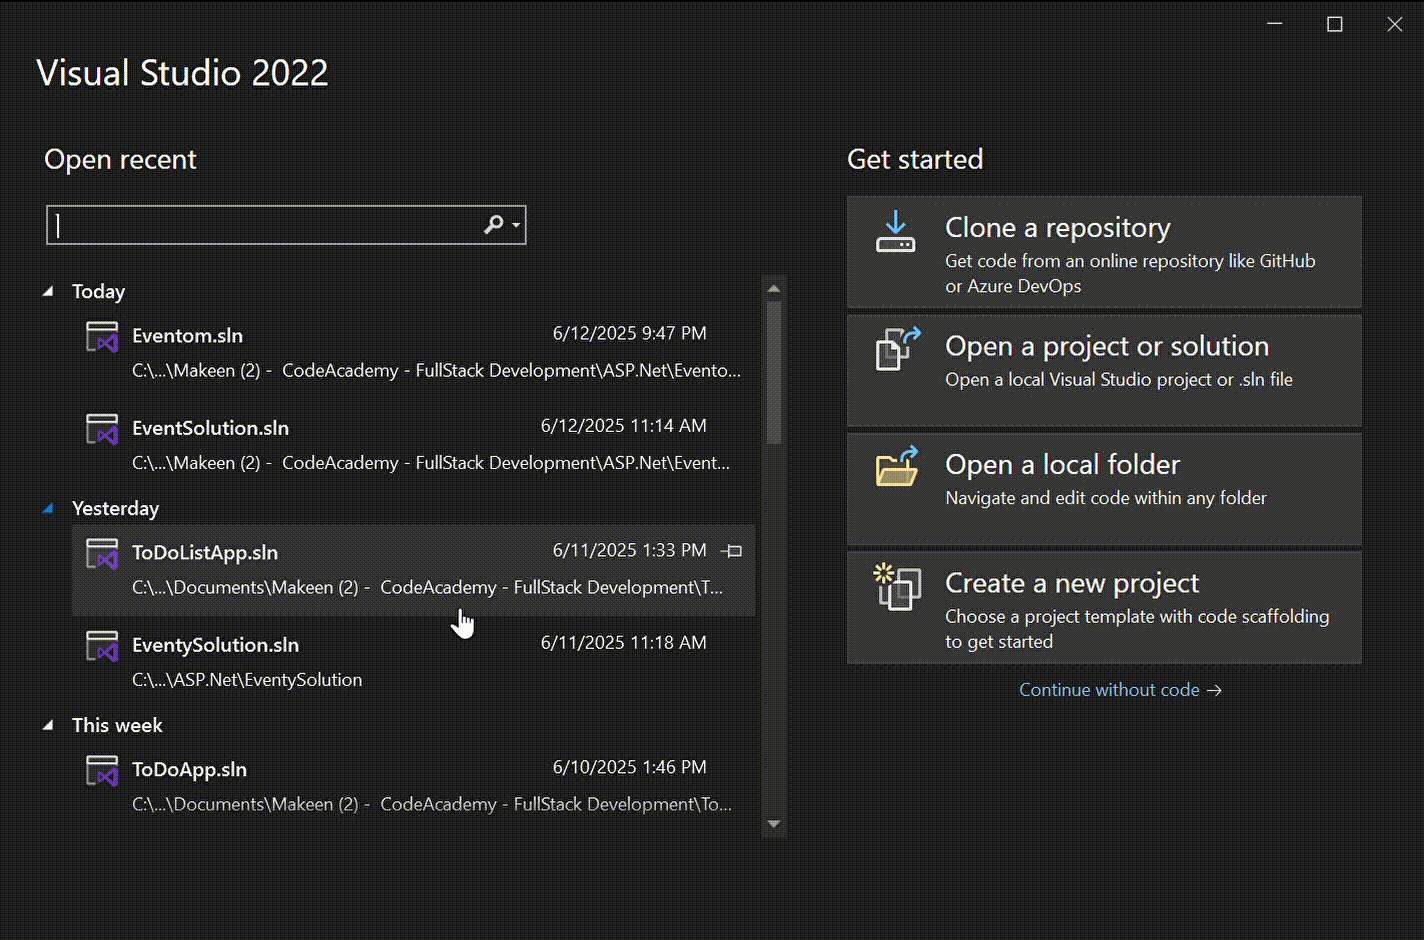 Visual Studio 2022
Open recent
Today
Eventom.sln 6/12/2025 9:47 PM
C:\...\Makeen (2) -  CodeAcademy - FullStack Development\ASP.Net\Evento...
EventSolution.sln 6/12/2025 11:14 AM
C:\...\Makeen (2) -  CodeAcademy - FullStack Development\ASP.Net\Event...
Yesterday
ToDoListApp.sln 6/11/2025 1:33 PM
C:\...\Documents\Makeen (2) -  CodeAcademy - FullStack Development\T...
EventySolution.sln 6/11/2025 11:18 AM
C:\...\ASP.Net\EventySolution
This week
ToDoApp.sln 6/10/2025 1:46 PM
C:\...\Documents\Makeen (2) -  CodeAcademy - FullStack Development\To...
Get started
Clone a repository
Get code from an online repository like GitHub
or Azure DevOps
Open a project or solution
Open a local Visual Studio project or .sln file
Open a local folder
Navigate and edit code within any folder
Create a new project
Choose a project template with code scaffolding
to get started
Continue without code →